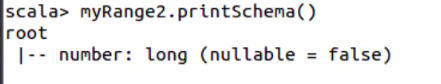 scala> myRange2.printSchema()
root
 |-- number: long (nullable = false)